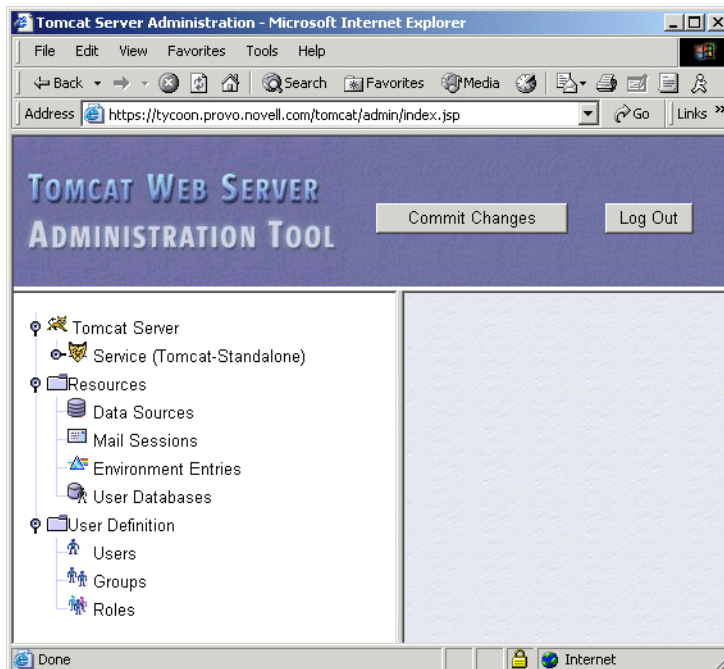 Tomcat Server Administration - Microsoft Internet Explorer
File Edit View Favorites Tools Help
Back Search Favorites Media
Address https://tycoon.provo.novell.com/tomcat/admin/index.jsp Go Links »
TOMCAT WEB SERVER
ADMINISTRATION TOOL
Commit Changes Log Out
Tomcat Server
Service (Tomcat-Standalone)
Resources
Data Sources
Mail Sessions
Environment Entries
User Databases
User Definition
Users
Groups
Roles
Done Internet